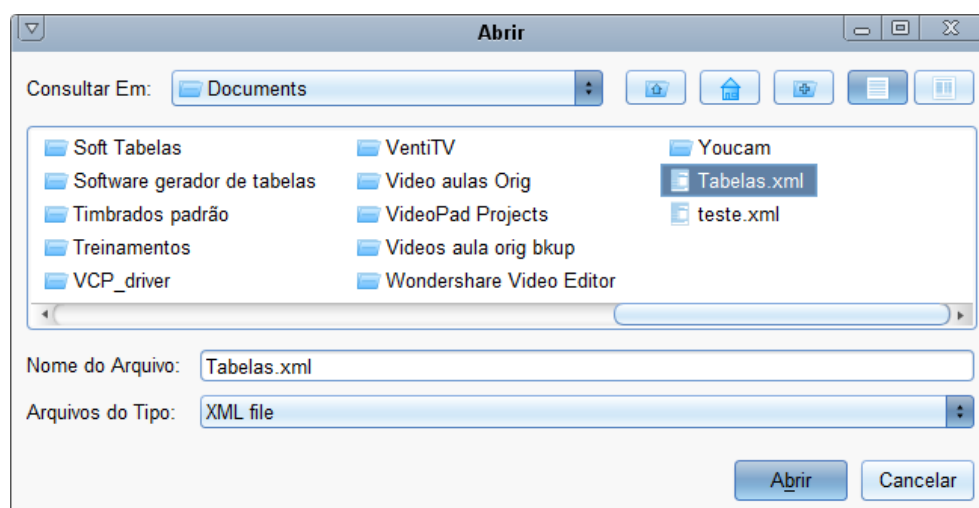 Abrir
Consultar Em: Documents
Soft Tabelas VentiTV Youcam
Software gerador de tabelas Video aulas Orig Tabelas.xml
Timbrados padrão VideoPad Projects teste.xml
Treinamentos Videos aula orig bkup
VCP_driver Wondershare Video Editor
Nome do Arquivo: Tabelas.xml
Arquivos do Tipo: XML file
Abrir Cancelar